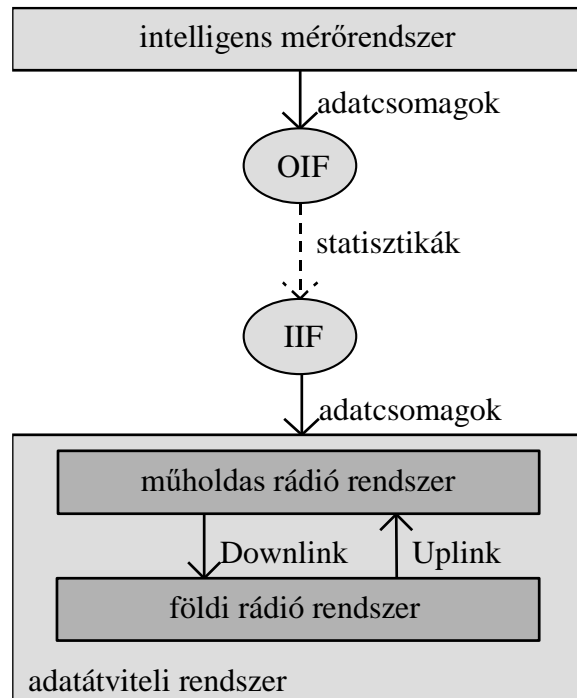 intelligens mérőrendszer
adatcsomagok
OIF
statisztikák
IIF
adatcsomagok
műholdas rádió rendszer
Downlink
Uplink
földi rádió rendszer
adatátviteli rendszer